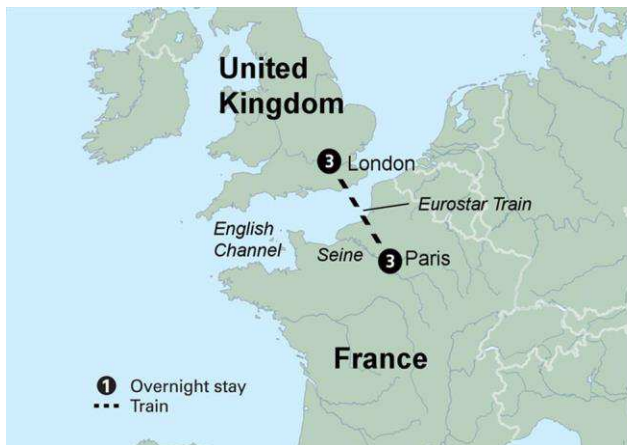 United
Kingdom
3 London
Eurostar Train
English
Channel
Seine
3 Paris
France
1 Overnight stay
Train